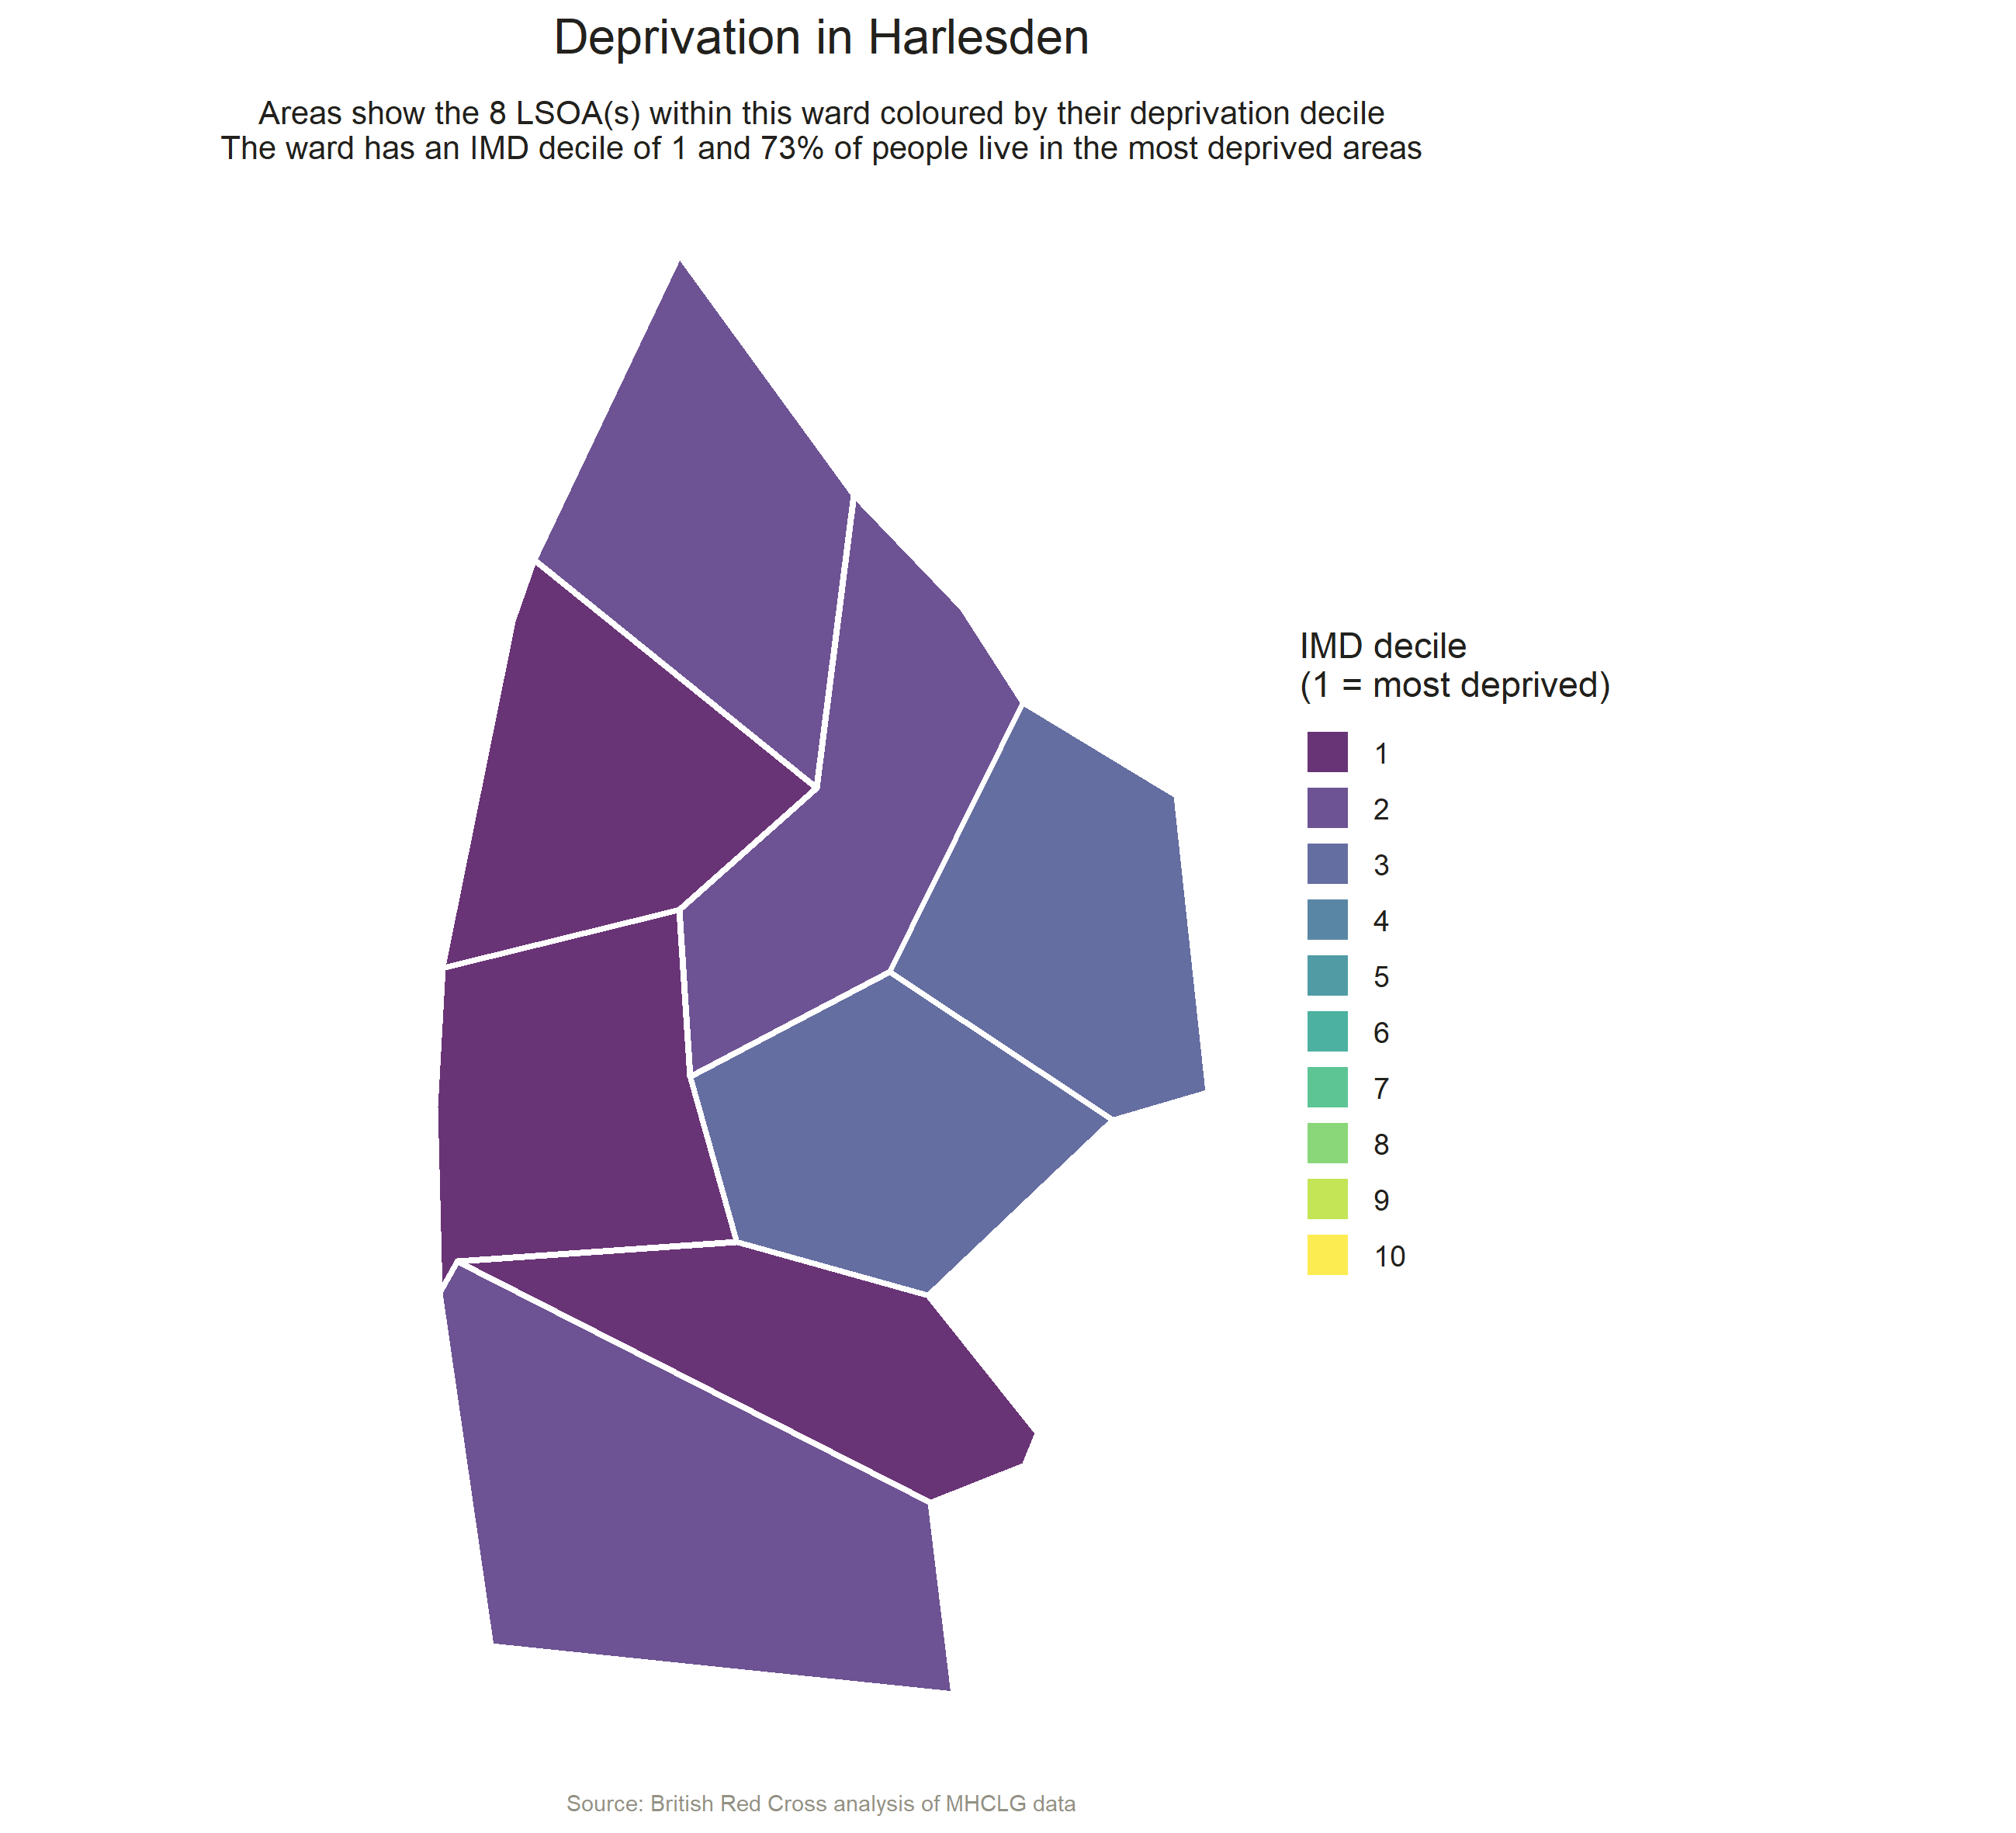 Deprivation in Harlesden
Areas show the 8 LSOA(s) within this ward coloured by their deprivation decile
The ward has an IMD decile of 1 and 73% of people live in the most deprived areas
IMD decile
(1 = most deprived)
1
2
3
4
5
6
7
8
9
10
Source: British Red Cross analysis of MHCLG data